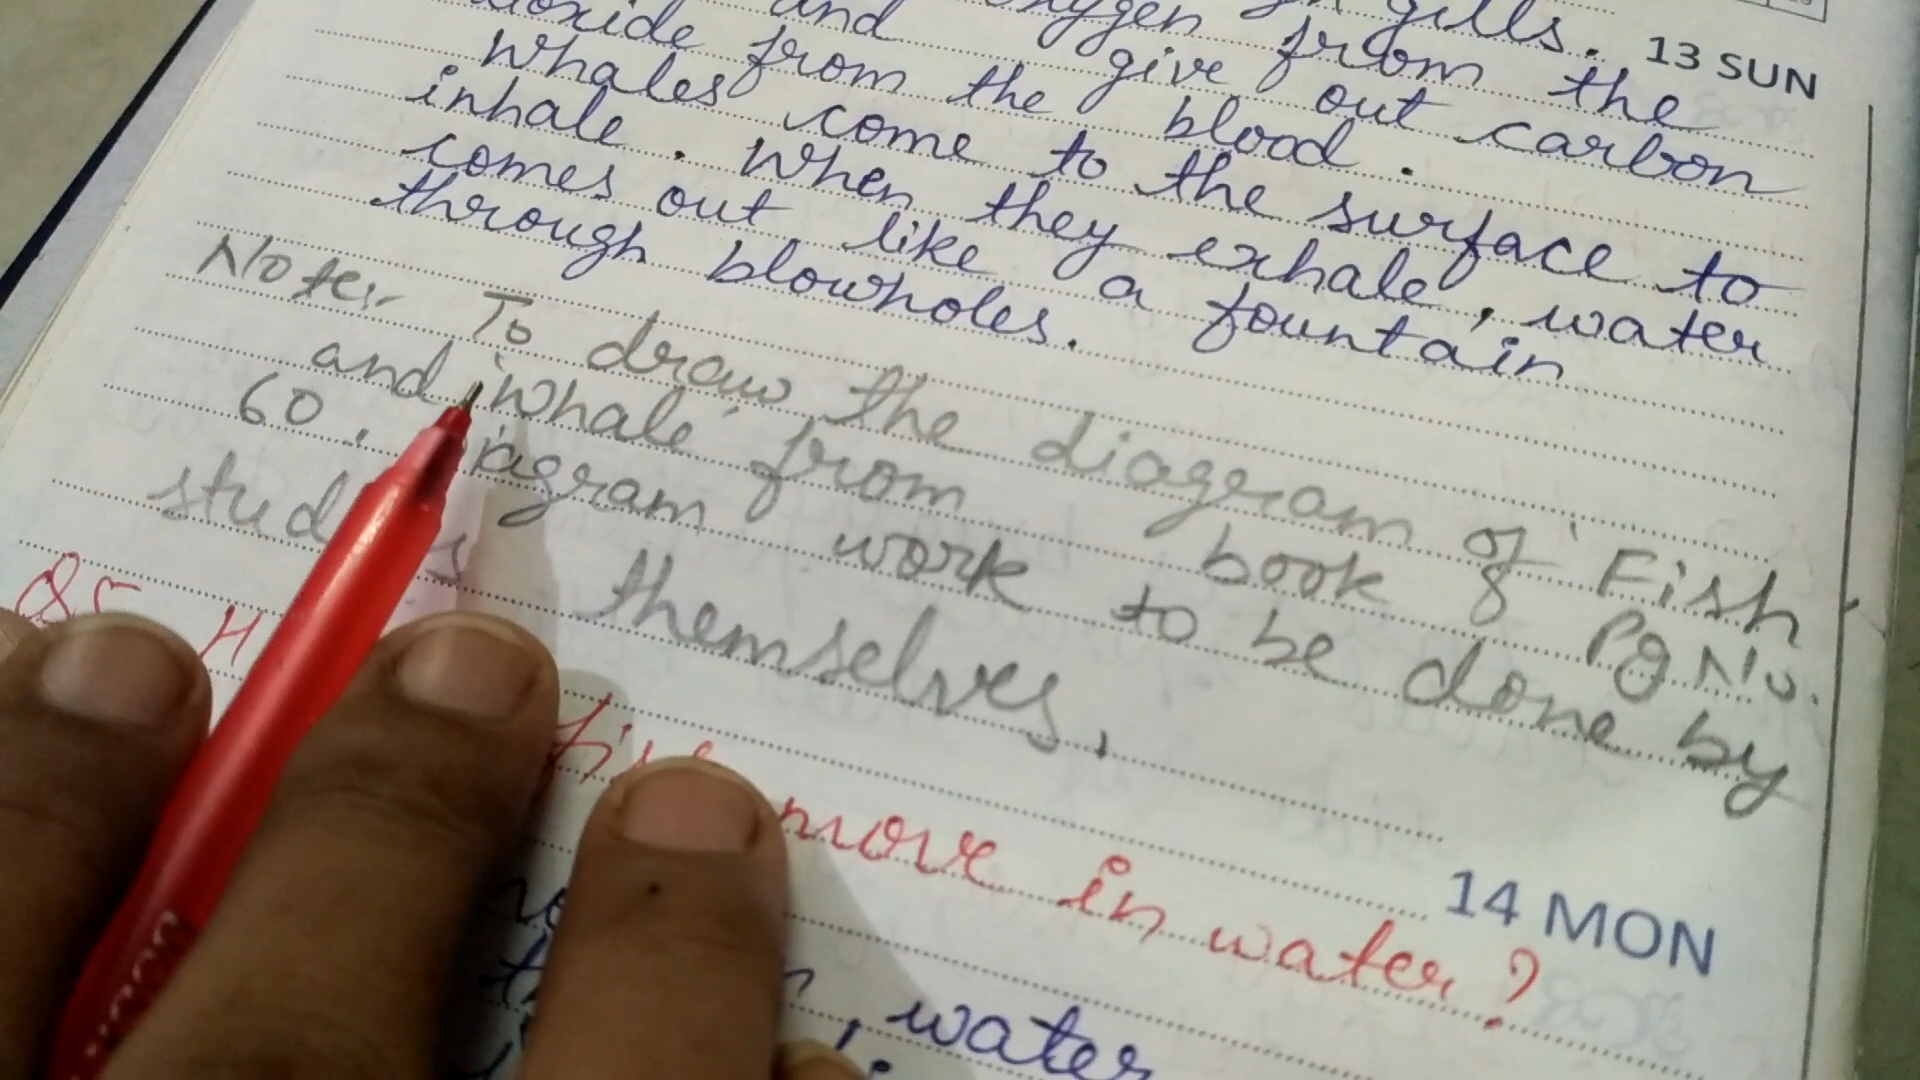 and oxygen from the
gills. 13 SUN
oxide from the give out carbon
blood.
Whales come to the surface to
inhale. When they exhale, water
comes out like a fountain
through blowholes.
Note:- To draw the diagram of Fish
and Whale from book Pg No.
60. Diagram work to be done by
themselves.
Q5 H
move in water?
14 MON
, water